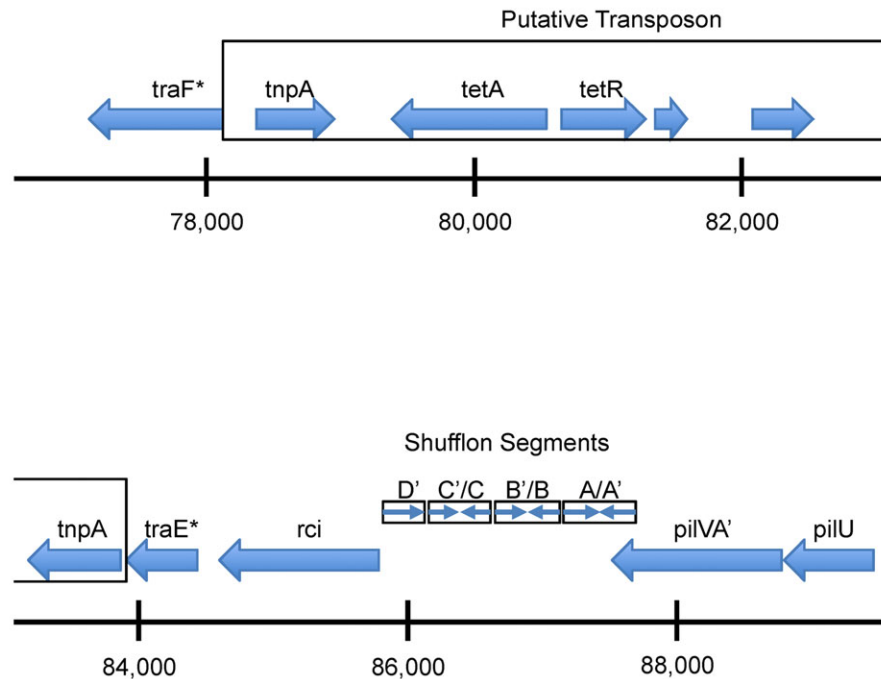 Putative Transposon
traF* tnpA tetA tetR
78,000 80,000 82,000
Shufflon Segments
D' C'/C B'/B A/A'
tnpA traE* rci pilVA' pilU
84,000 86,000 88,000